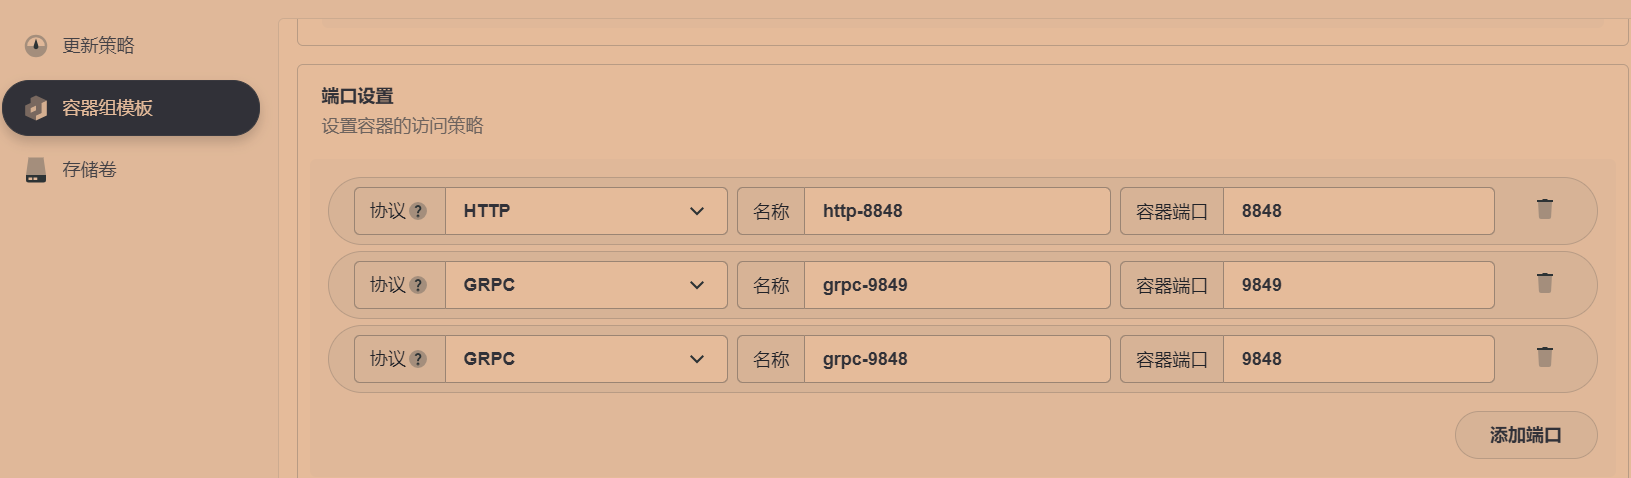 更新策略
容器组模板
存储卷
端口设置
设置容器的访问策略
协议 ? HTTP 名称 http-8848 容器端口 8848
协议 ? GRPC 名称 grpc-9849 容器端口 9849
协议 ? GRPC 名称 grpc-9848 容器端口 9848
添加端口